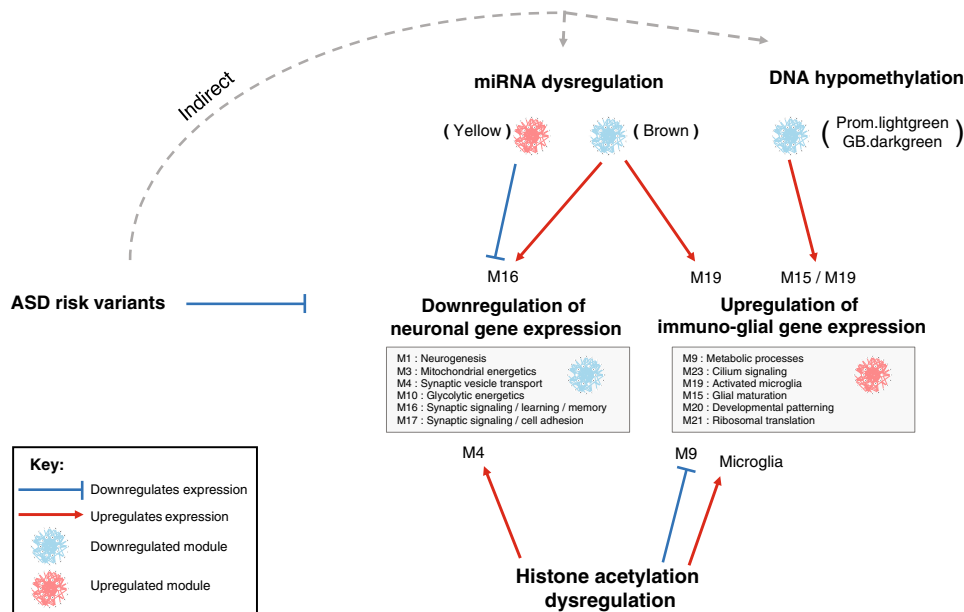 Indirect
miRNA dysregulation
DNA hypomethylation
( Yellow )
( Brown )
( Prom.lightgreen
GB.darkgreen )
M16
M19
M15 / M19
ASD risk variants
Downregulation of
neuronal gene expression
Upregulation of
immuno-glial gene expression
M1 : Neurogenesis
M3 : Mitochondrial energetics
M4 : Synaptic vesicle transport
M10 : Glycolytic energetics
M16 : Synaptic signaling / learning / memory
M17 : Synaptic signaling / cell adhesion
M9 : Metabolic processes
M23 : Cilium signaling
M19 : Activated microglia
M15 : Glial maturation
M20 : Developmental patterning
M21 : Ribosomal translation
M4
M9
Microglia
Histone acetylation
dysregulation
Key:
Downregulates expression
Upregulates expression
Downregulated module
Upregulated module